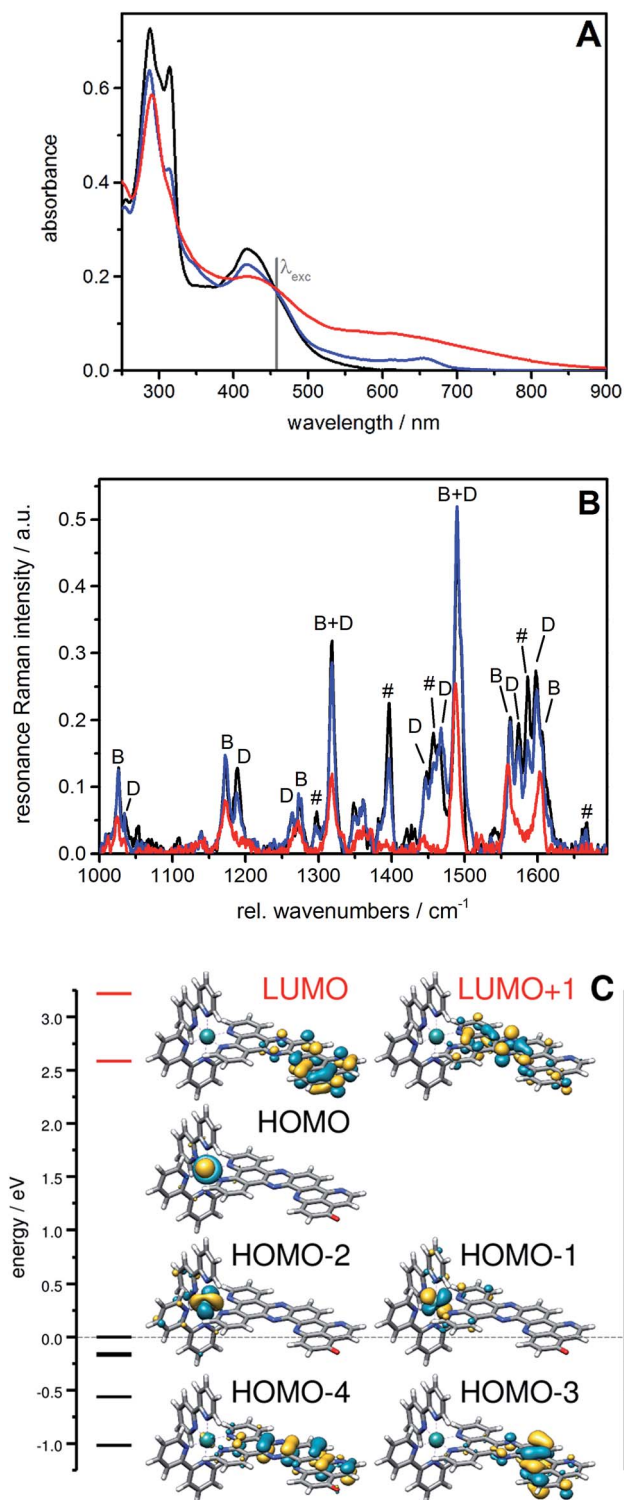 A
absorbance
0.6
0.4
0.2
0.0
λexc
300 400 500 600 700 800 900
wavelength / nm
B
resonance Raman intensity / a.u.
0.5
0.4
0.3
0.2
0.1
0.0
B+D
B+D
#
D
#
D
B
D
#
D
B
B
D
B
D
D
B
#
#
1000 1100 1200 1300 1400 1500 1600
rel. wavenumbers / cm⁻¹
C
energy / eV
3.0
2.5
2.0
1.5
1.0
0.5
0.0
-0.5
-1.0
LUMO LUMO+1
HOMO
HOMO-2 HOMO-1
HOMO-4 HOMO-3